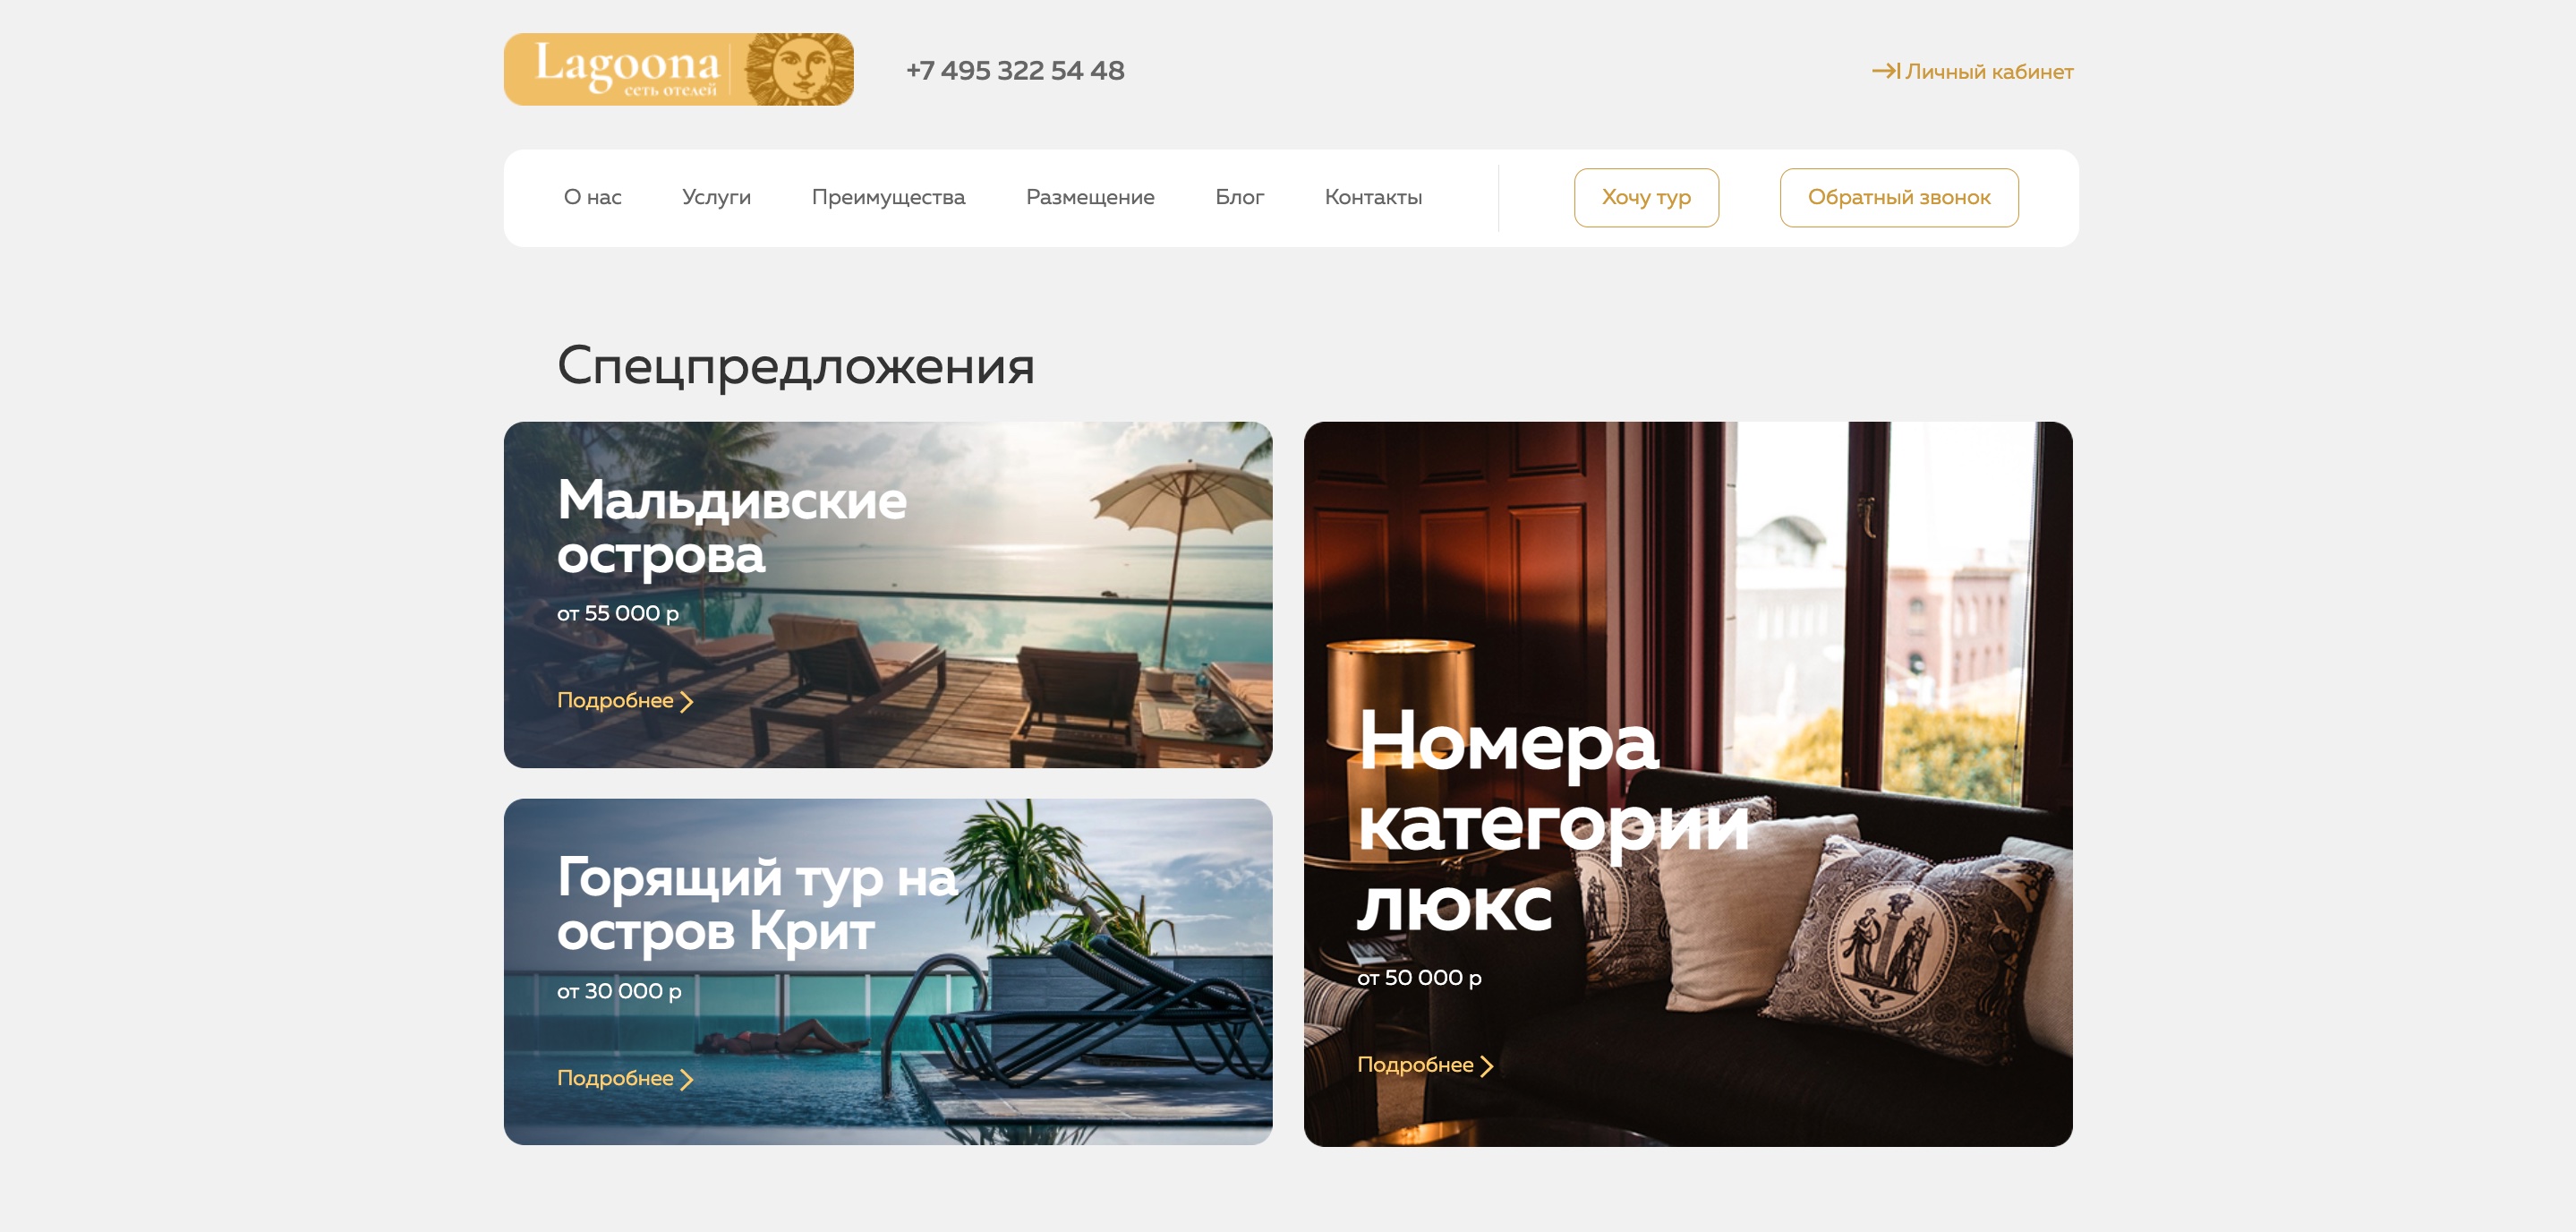 Lagoona
сеть отелей
+7 495 322 54 48
Личный кабинет
О нас
Услуги
Преимущества
Размещение
Блог
Контакты
Хочу тур
Обратный звонок
Спецпредложения
Мальдивские
острова
от 55 000 р
Подробнее
Горящий тур на
остров Крит
от 30 000 р
Подробнее
Номера
категории
люкс
от 50 000 р
Подробнее